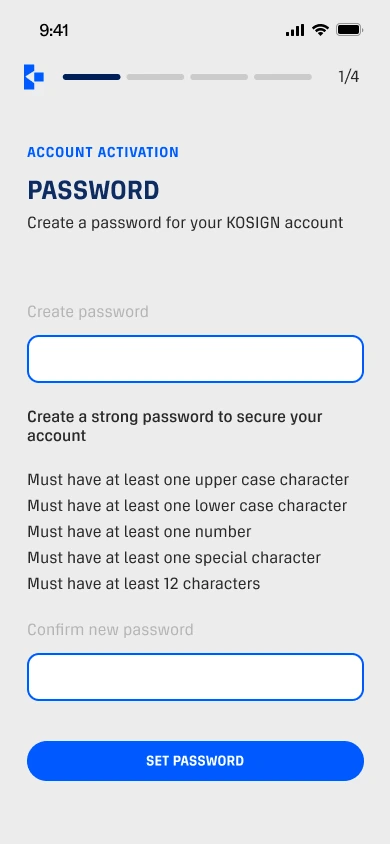 9:41
1/4
ACCOUNT ACTIVATION
PASSWORD
Create a password for your KOSIGN account
Create password
Create a strong password to secure your
account
Must have at least one upper case character
Must have at least one lower case character
Must have at least one number
Must have at least one special character
Must have at least 12 characters
Confirm new password
SET PASSWORD